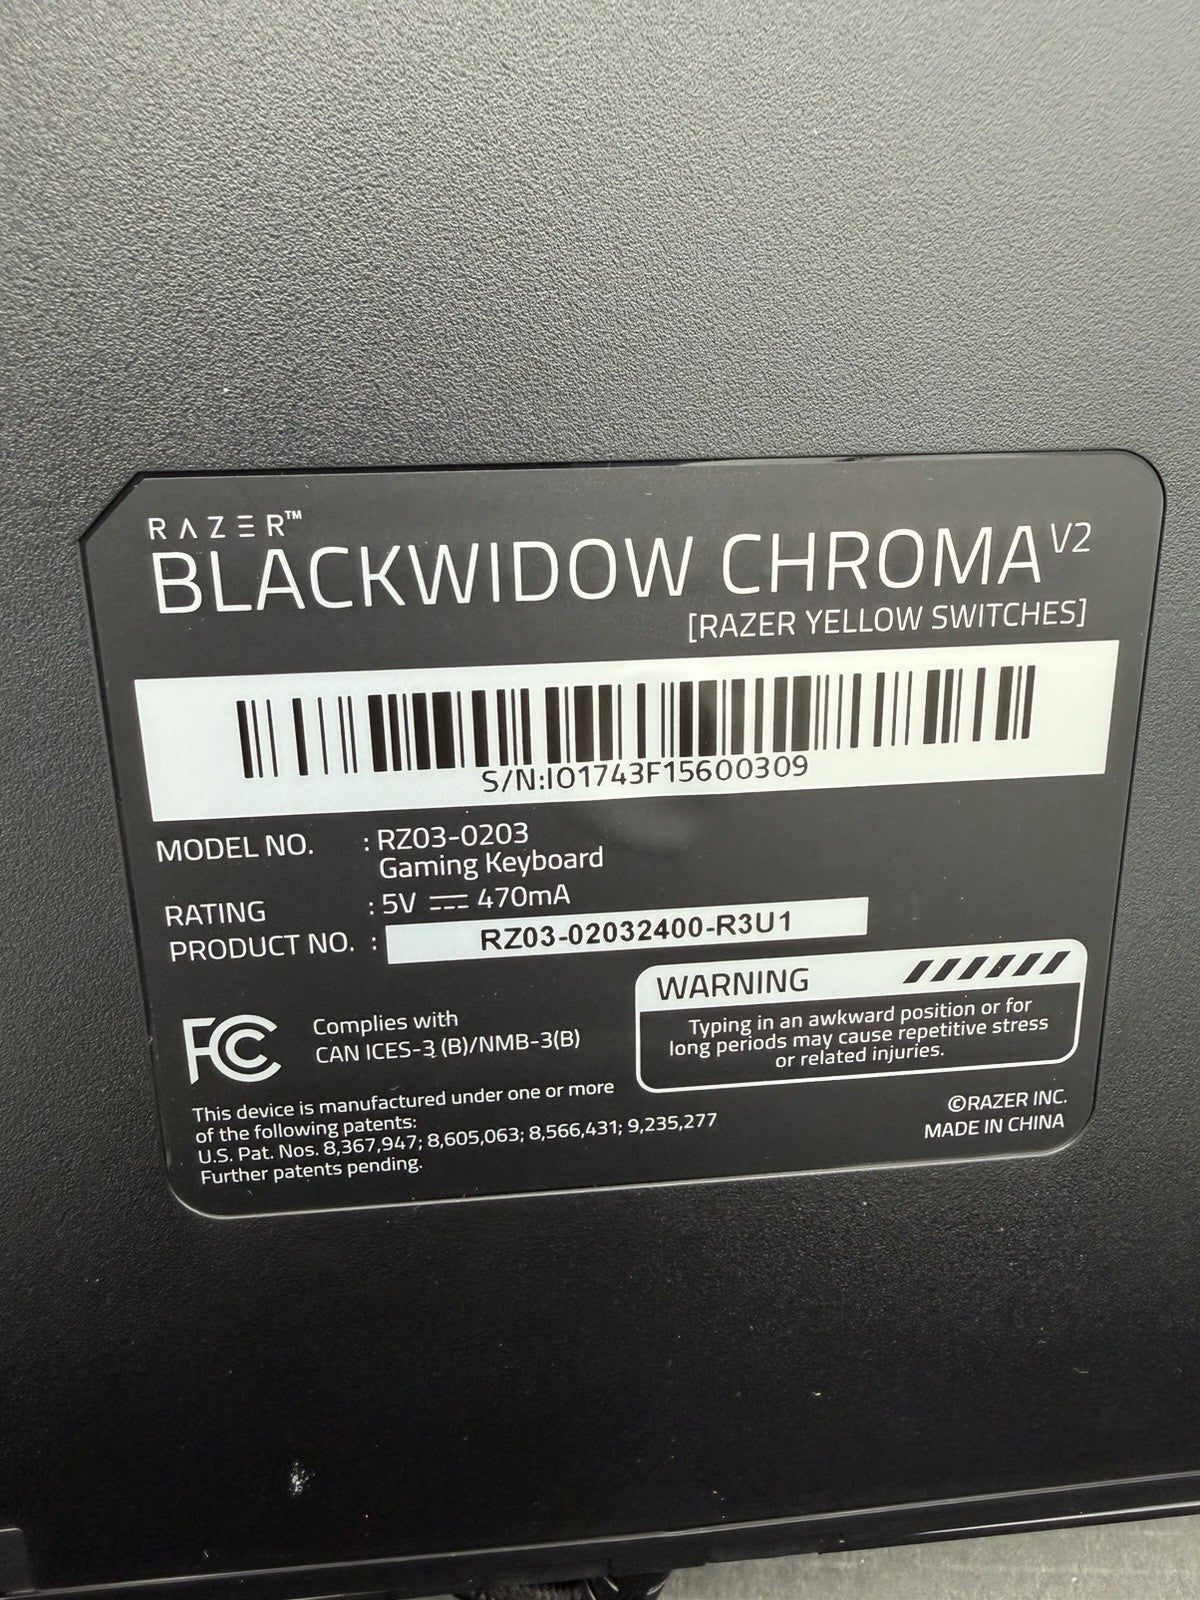 RAZER™
BLACKWIDOW CHROMA V2
[RAZER YELLOW SWITCHES]
S/N:IO1743F15600309
MODEL NO. : RZ03-0203
Gaming Keyboard
RATING : 5V ⎓ 470mA
PRODUCT NO. : RZ03-02032400-R3U1
WARNING
Typing in an awkward position or for
long periods may cause repetitive stress
or related injuries.
FC
Complies with
CAN ICES-3 (B)/NMB-3(B)
This device is manufactured under one or more
of the following patents:
U.S. Pat. Nos. 8,367,947; 8,605,063; 8,566,431; 9,235,277
Further patents pending.
©RAZER INC.
MADE IN CHINA